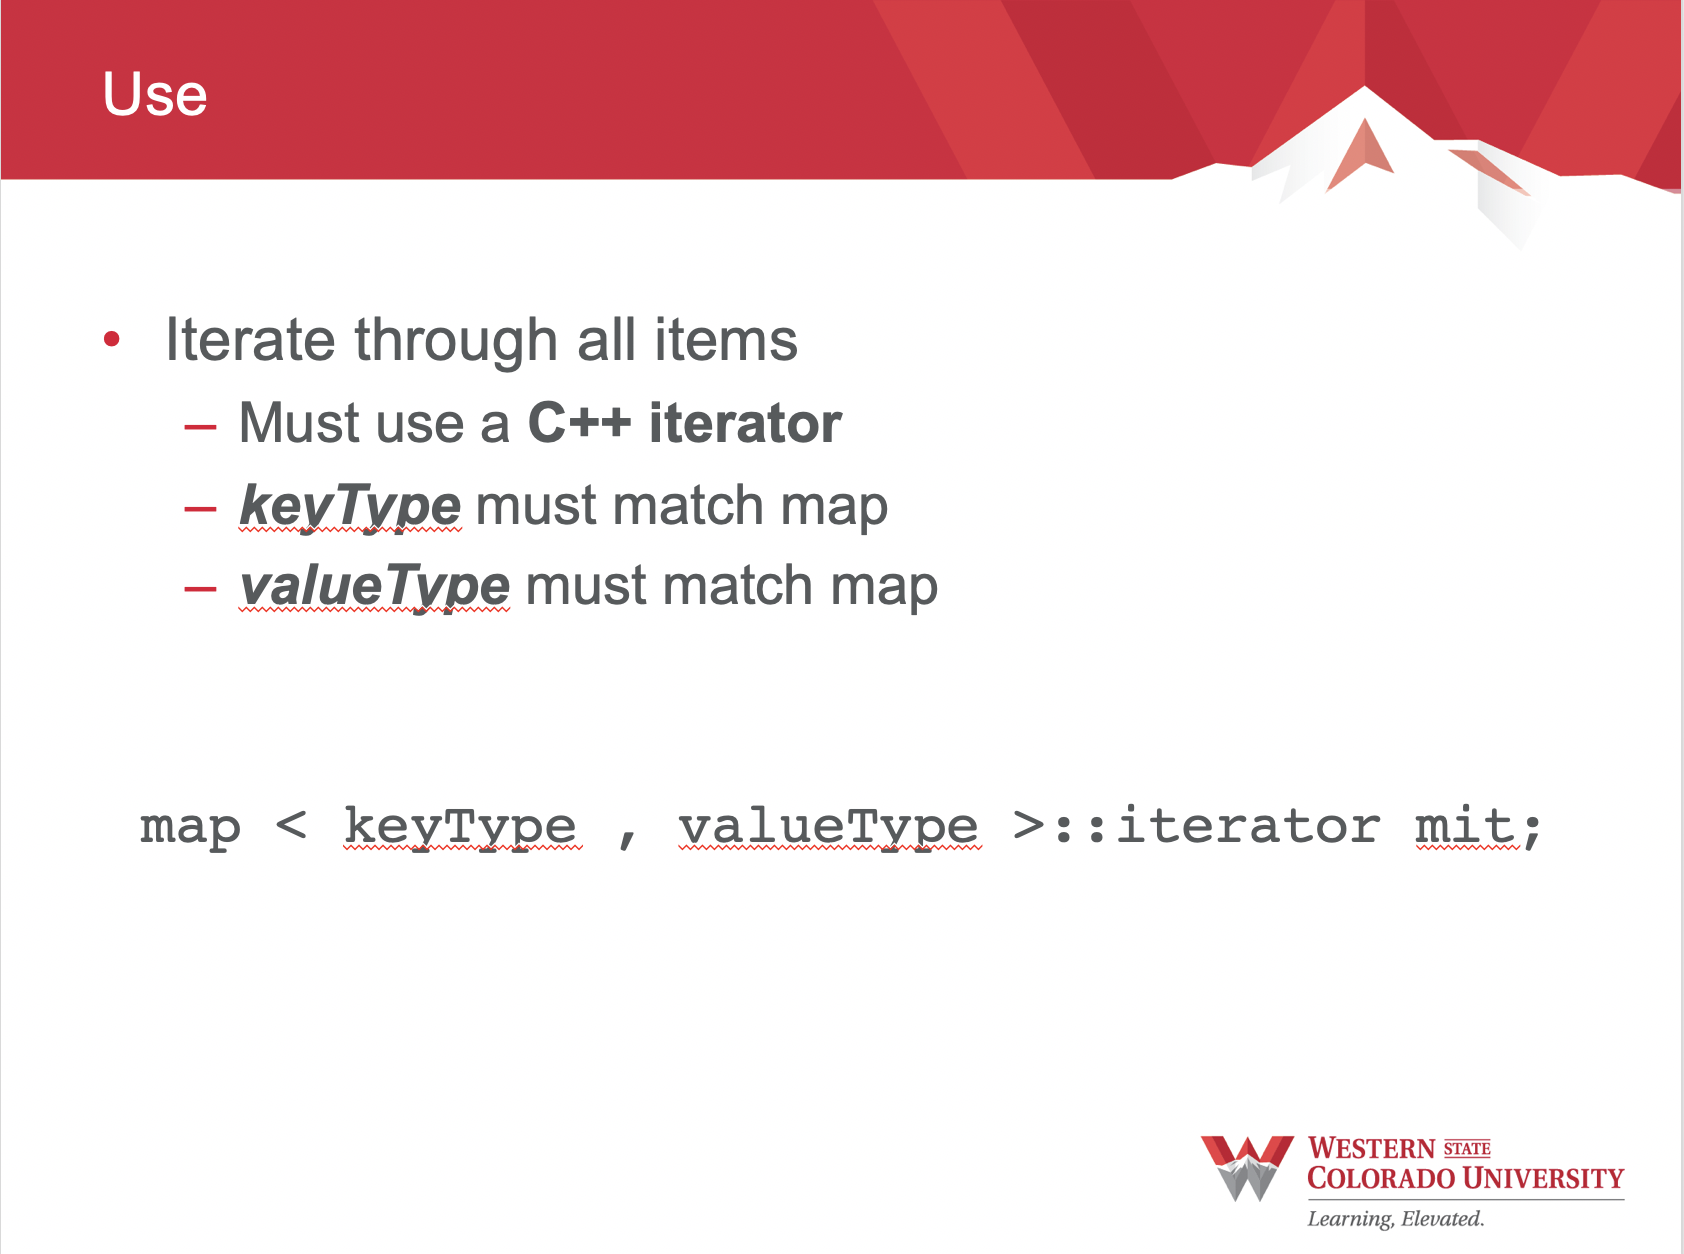 Use
• Iterate through all items
– Must use a C++ iterator
– keyType must match map
– valueType must match map
map < keyType , valueType >::iterator mit;
WESTERN STATE
COLORADO UNIVERSITY
Learning, Elevated.